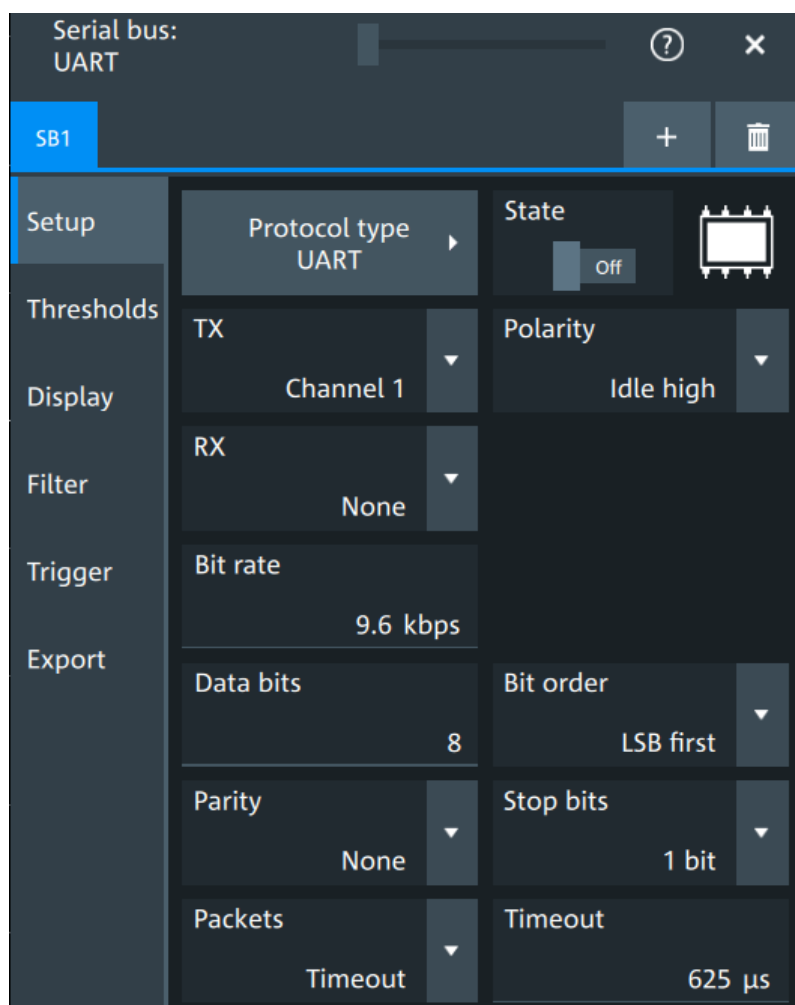 Serial bus:
UART
?
SB1
+
Setup
Protocol type
UART
State
Off
Thresholds
TX
Channel 1
Polarity
Idle high
Display
RX
None
Filter
Trigger
Bit rate
9.6 kbps
Export
Data bits
8
Bit order
LSB first
Parity
None
Stop bits
1 bit
Packets
Timeout
Timeout
625 µs